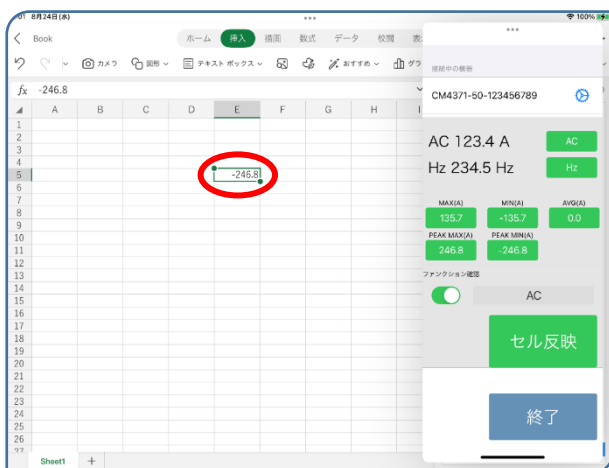 8月24日(水)
100%
Book
ホーム 挿入 描画 数式 データ 校閲 表
カメラ 図形 テキスト ボックス おすすめ グラ
fx -246.8
A B C D E F G H I
1
2
3
4
5 -246.8
6
7
8
9
10
11
12
13
14
15
16
17
18
19
20
21
22
23
24
25
26
27
Sheet1 +
接続中の機器
CM4371-50-123456789
AC 123.4 A AC
Hz 234.5 Hz Hz
MAX(A) MIN(A) AVG(A)
135.7 -135.7 0.0
PEAK MAX(A) PEAK MIN(A)
246.8 -246.8
ファンクション確認
AC
セル反映
終了